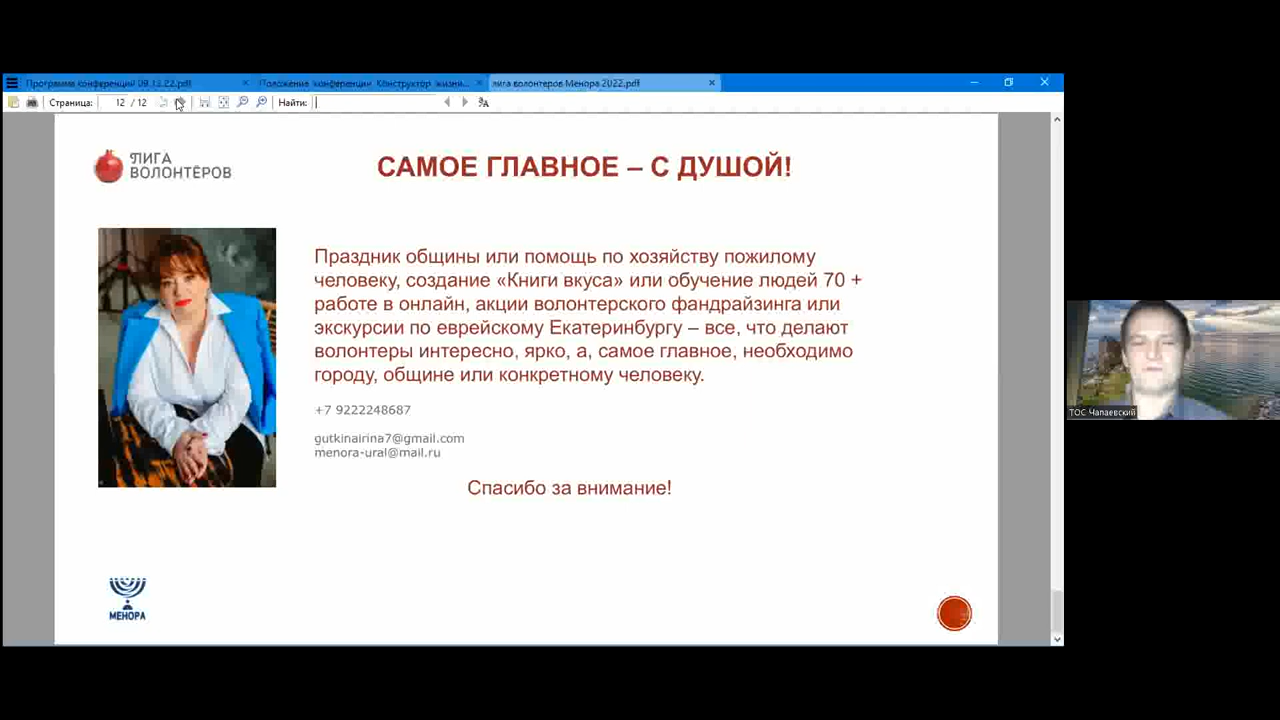 Программа конференций 09.13.22.pdf
Положение конференции Конструктор жизни...
лига волонтеров Менора 2022.pdf
Страница: 12 / 12
Найти:
ЛИГА
ВОЛОНТЁРОВ
САМОЕ ГЛАВНОЕ – С ДУШОЙ!
Праздник общины или помощь по хозяйству пожилому
человеку, создание «Книги вкуса» или обучение людей 70 +
работе в онлайн, акции волонтерского фандрайзинга или
экскурсии по еврейскому Екатеринбургу – все, что делают
волонтеры интересно, ярко, а, самое главное, необходимо
городу, общине или конкретному человеку.
+7 9222248687
gutkinairina7@gmail.com
menora-ural@mail.ru
Спасибо за внимание!
МЕНОРА
ТОС Чапаевский